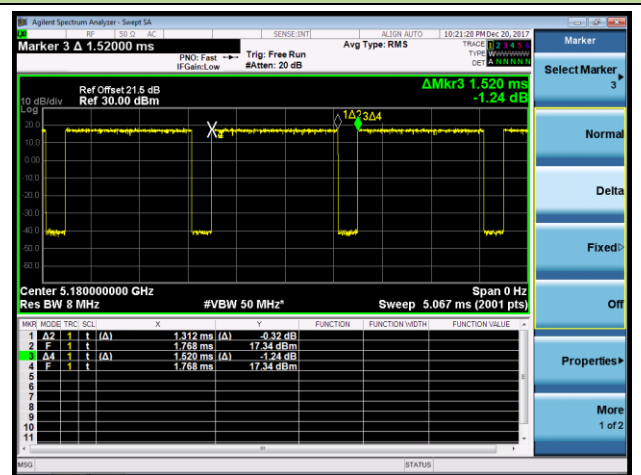 Agilent Spectrum Analyzer - Swept SA
RF 50 Ω AC SENSE:INT ALIGN AUTO 10:21:28 PM Dec 20, 2017
Marker 3 Δ 1.52000 ms
PNO: Fast Trig: Free Run Avg Type: RMS TRACE 1 2 3 4 5 6
TYPE WWWWWW
IFGain:Low #Atten: 20 dB DET A N N N N N
Marker
Select Marker
3
Normal
Delta
Fixed
Off
Properties
More
1 of 2
Ref Offset 21.5 dB
ΔMkr3 1.520 ms
10 dB/div Ref 30.00 dBm -1.24 dB
Log
20.0
10.0
0.00
-10.0
-20.0
-30.0
-40.0
-50.0
-60.0
1Δ2 3Δ4
Center 5.180000000 GHz Span 0 Hz
Res BW 8 MHz #VBW 50 MHz* Sweep 5.067 ms (2001 pts)
MKR MODE TRC SCL X Y FUNCTION FUNCTION WIDTH FUNCTION VALUE
1 Δ2 1 t (Δ) 1.312 ms (Δ) -0.32 dB
2 F 1 t 1.768 ms 17.34 dBm
3 Δ4 1 t (Δ) 1.520 ms (Δ) -1.24 dB
4 F 1 t 1.768 ms 17.34 dBm
5
6
7
8
9
10
11
MSG STATUS